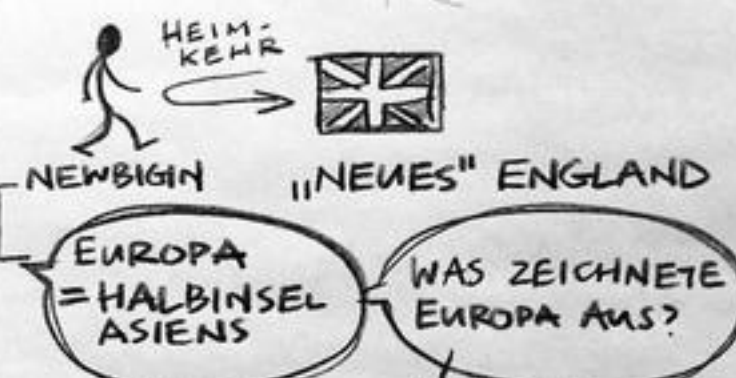 HEIM-
KEHR
NEWBIGIN
„NEUES" ENGLAND
EUROPA
= HALBINSEL
ASIENS
WAS ZEICHNETE
EUROPA AUS?